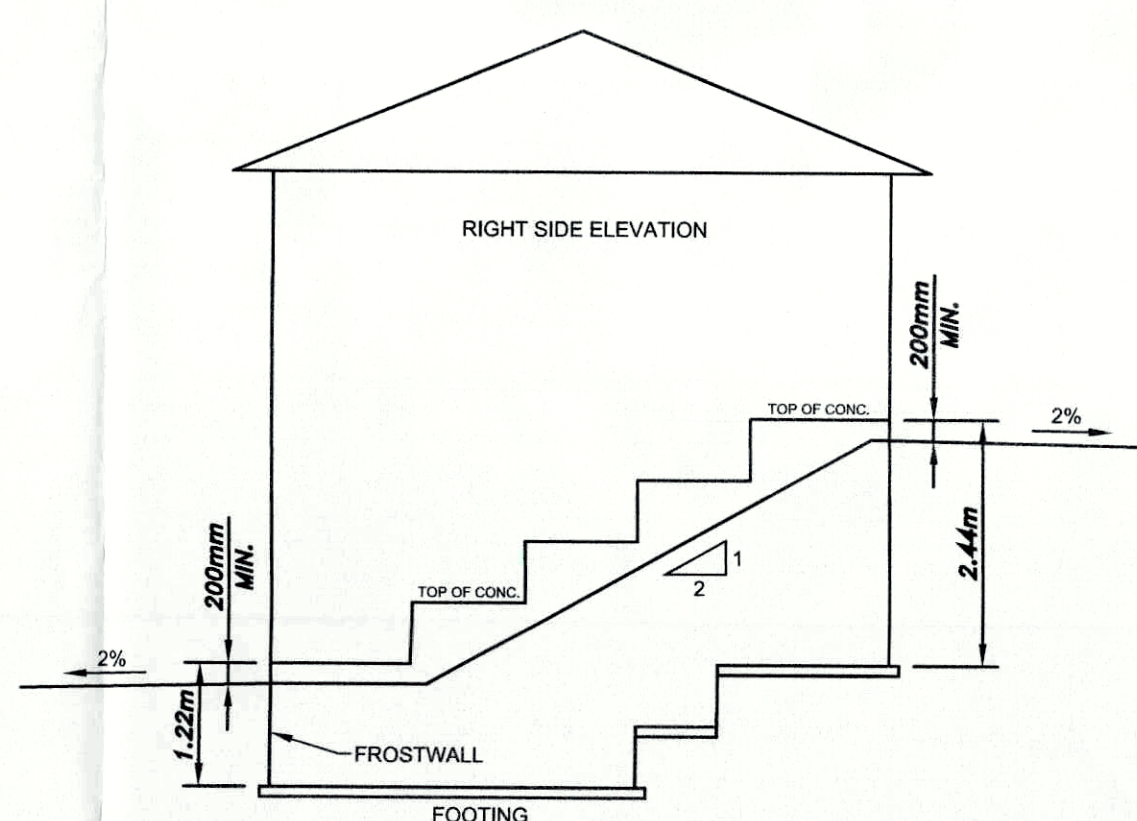 RIGHT SIDE ELEVATION
200mm
MIN.
TOP OF CONC.
2%
2.44m
1
2
200mm
MIN.
TOP OF CONC.
2%
1.22m
FROSTWALL
FOOTING